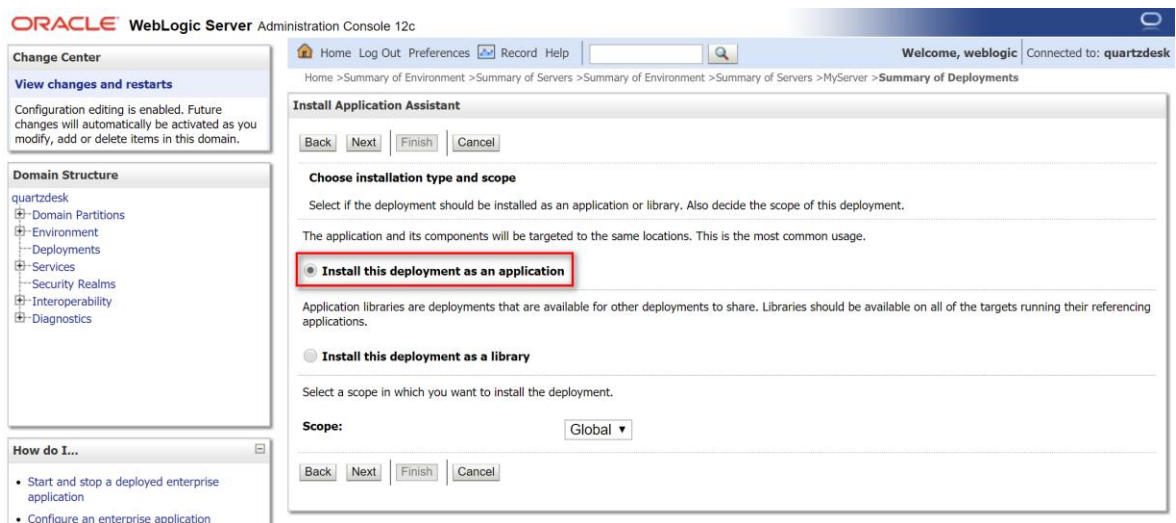 ORACLE WebLogic Server Administration Console 12c
Change Center
View changes and restarts
Configuration editing is enabled. Future
changes will automatically be activated as you
modify, add or delete items in this domain.
Domain Structure
quartzdesk
Domain Partitions
Environment
Deployments
Services
Security Realms
Interoperability
Diagnostics
How do I...
• Start and stop a deployed enterprise
application
• Configure an enterprise application
Home Log Out Preferences Record Help
Welcome, weblogic Connected to: quartzdesk
Home >Summary of Environment >Summary of Servers >Summary of Environment >Summary of Servers >MyServer >Summary of Deployments
Install Application Assistant
Back Next Finish Cancel
Choose installation type and scope
Select if the deployment should be installed as an application or library. Also decide the scope of this deployment.
The application and its components will be targeted to the same locations. This is the most common usage.
Install this deployment as an application
Application libraries are deployments that are available for other deployments to share. Libraries should be available on all of the targets running their referencing
applications.
Install this deployment as a library
Select a scope in which you want to install the deployment.
Scope: Global
Back Next Finish Cancel